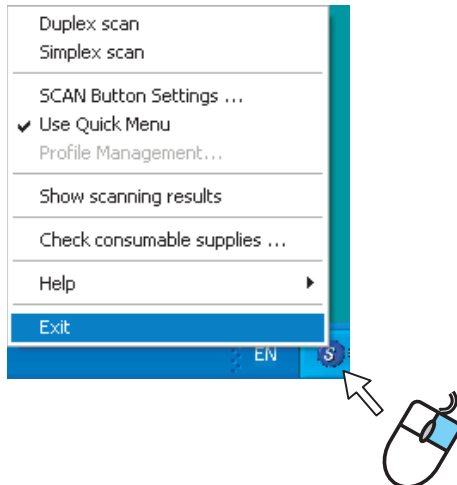 Duplex scan
Simplex scan
SCAN Button Settings ...
Use Quick Menu
Profile Management...
Show scanning results
Check consumable supplies ...
Help
Exit
EN
S